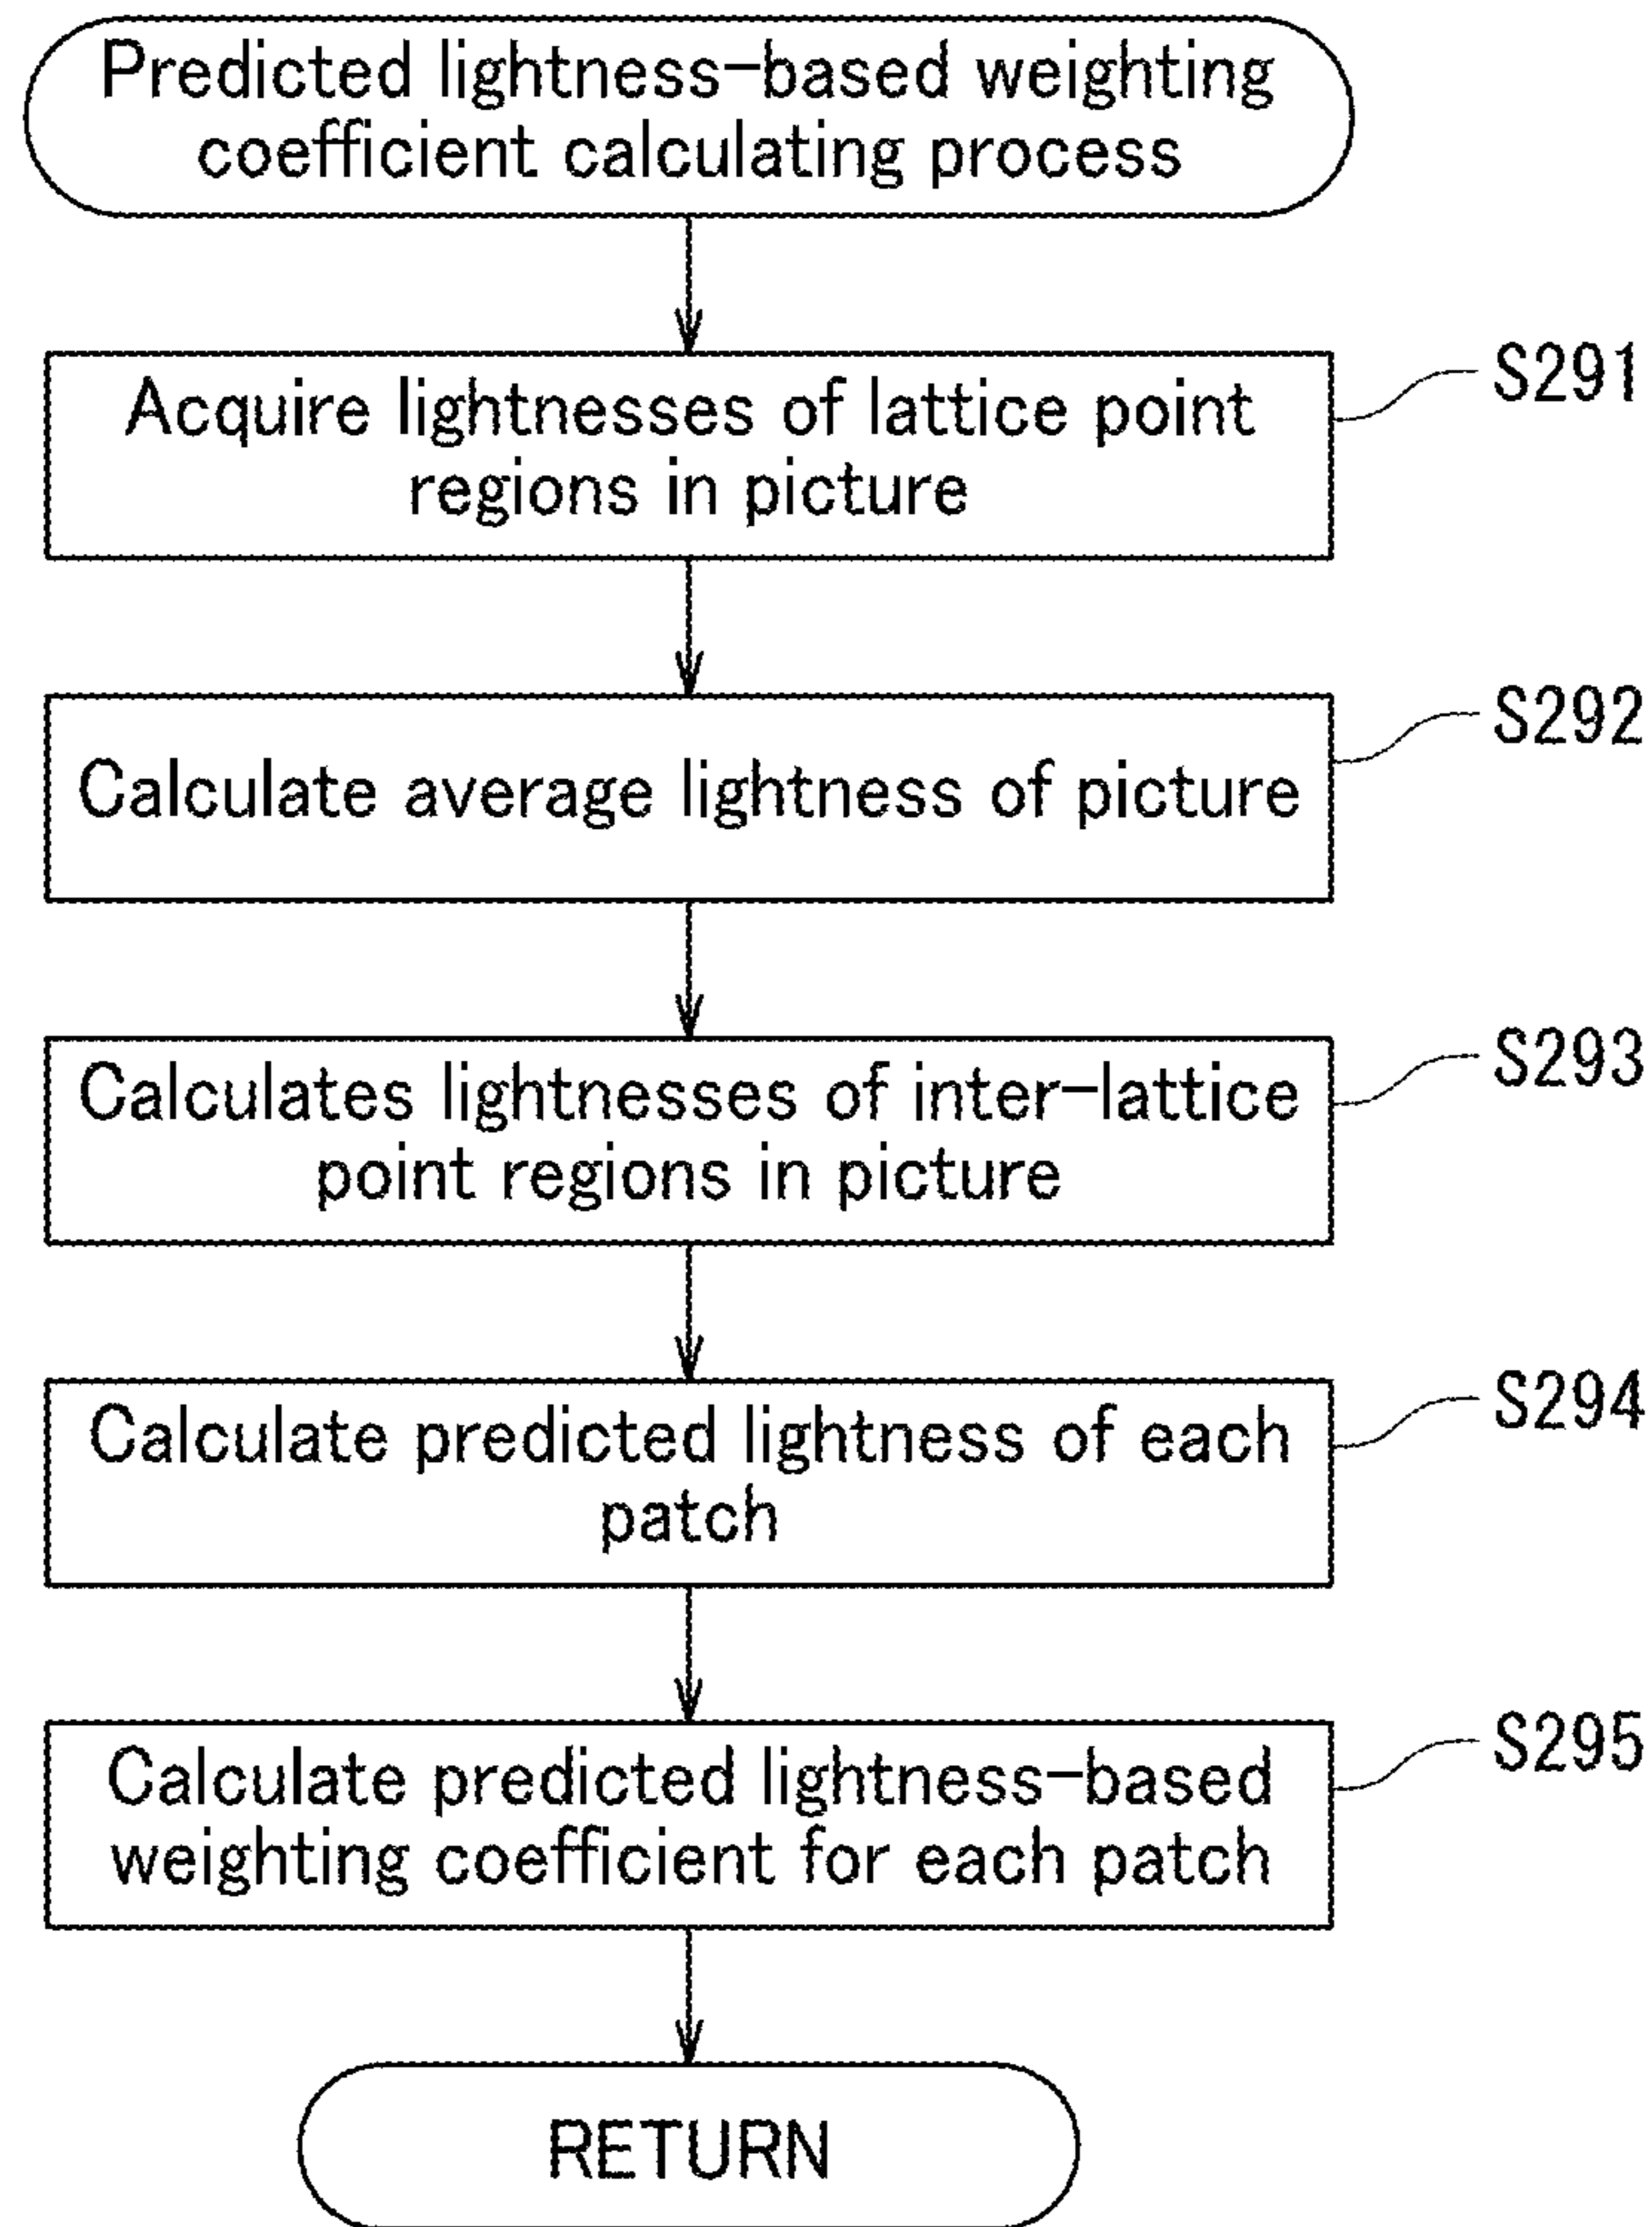 Predicted lightness-based weighting
coefficient calculating process
Acquire lightnesses of lattice point
regions in picture
S291
Calculate average lightness of picture
S292
Calculates lightnesses of inter-lattice
point regions in picture
S293
Calculate predicted lightness of each
patch
S294
Calculate predicted lightness-based
weighting coefficient for each patch
S295
RETURN